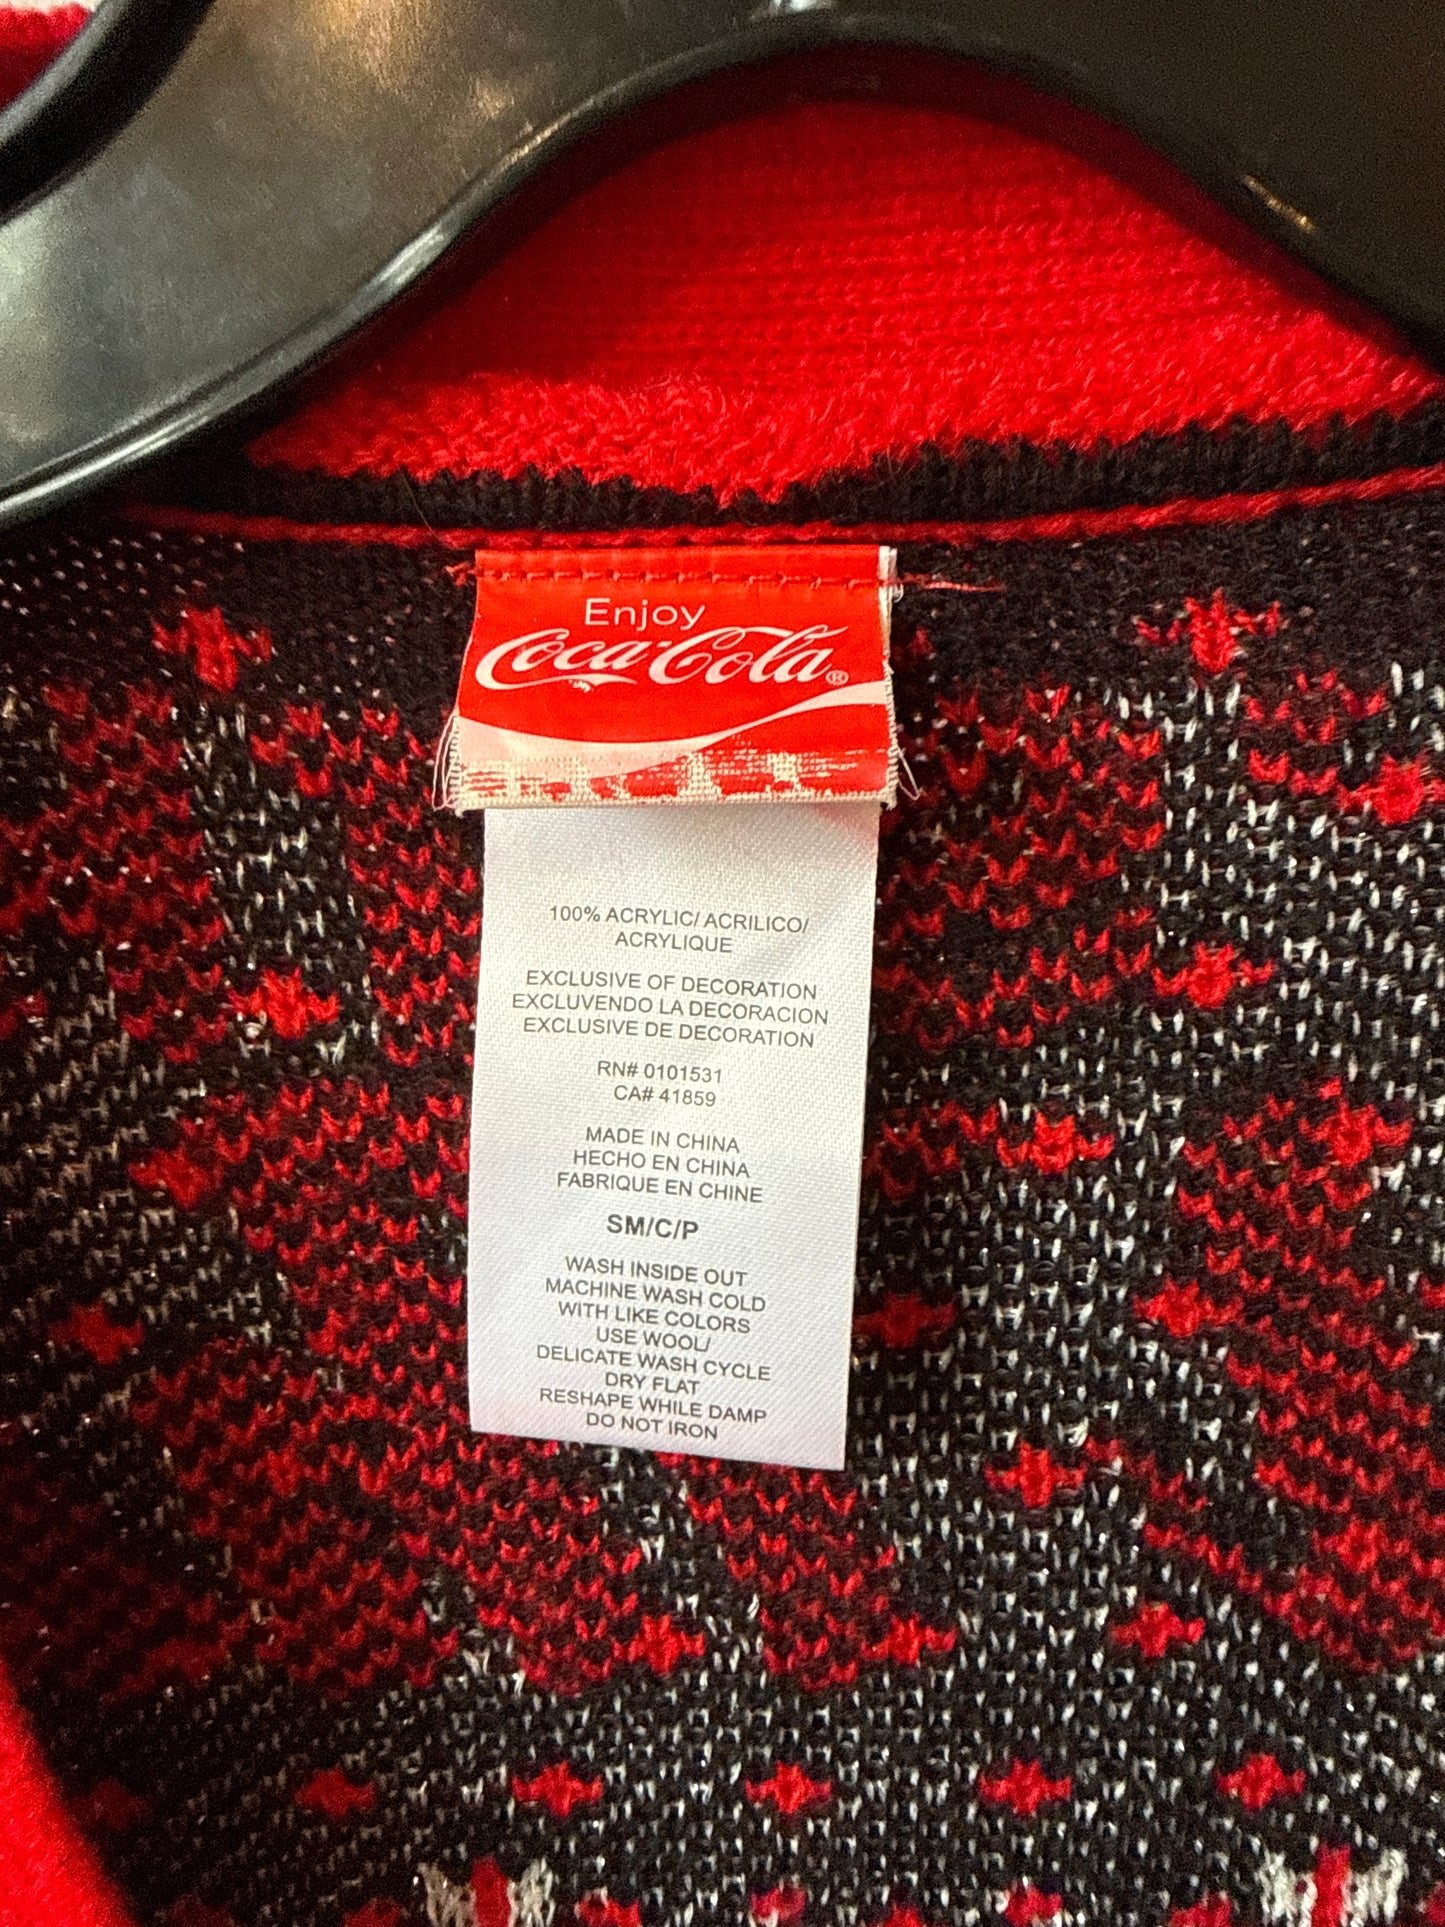 Enjoy
Coca-Cola®
100% ACRYLIC/ ACRILICO/
ACRYLIQUE
EXCLUSIVE OF DECORATION
EXCLUVENDO LA DECORACION
EXCLUSIVE DE DECORATION
RN# 0101531
CA# 41859
MADE IN CHINA
HECHO EN CHINA
FABRIQUE EN CHINE
SM/C/P
WASH INSIDE OUT
MACHINE WASH COLD
WITH LIKE COLORS
USE WOOL/
DELICATE WASH CYCLE
DRY FLAT
RESHAPE WHILE DAMP
DO NOT IRON